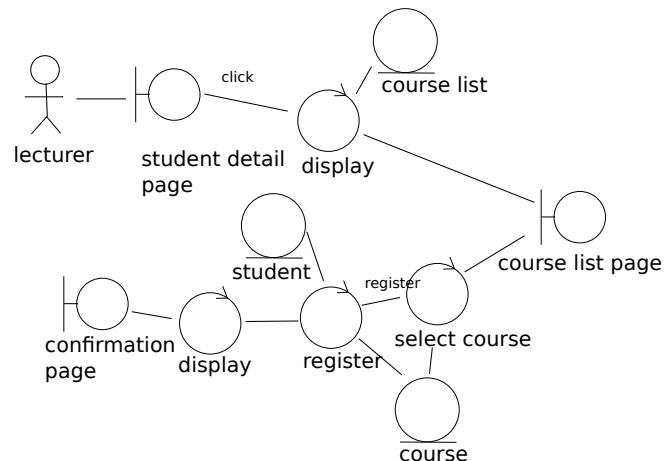 click
course list
lecturer
student detail
page
display
course list page
student
register
select course
confirmation
page
display
register
course